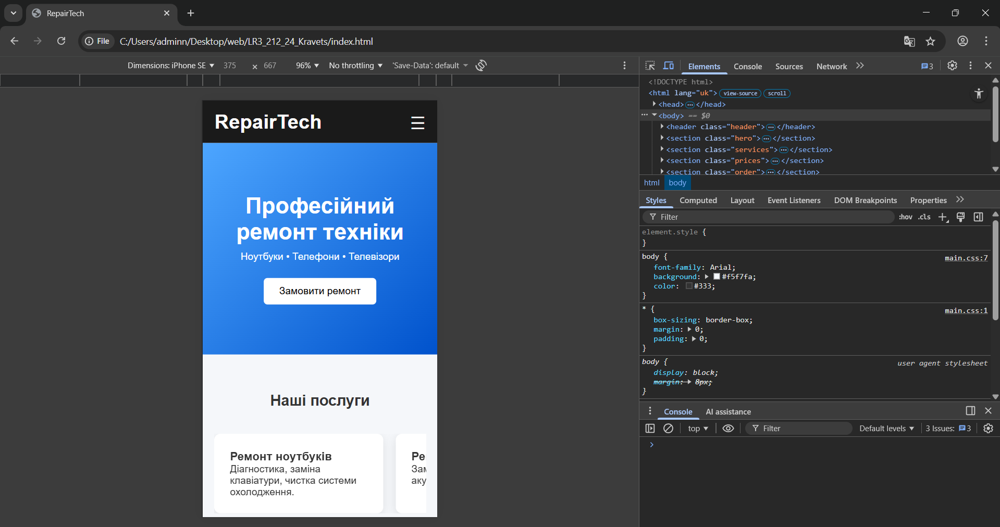 RepairTech
File
C:/Users/adminn/Desktop/web/LR3_212_24_Kravets/index.html
Dimensions: iPhone SE 375 × 667 96% No throttling 'Save-Data': default
Elements Console Sources Network 3
<!DOCTYPE html>
<html lang="uk"> view-source scroll
<head> </head>
<body> == $0
<header class="header"> </header>
<section class="hero"> </section>
<section class="services"> </section>
<section class="prices"> </section>
<section class="order"> </section>
html body
Styles Computed Layout Event Listeners DOM Breakpoints Properties
Filter :hov .cls
element.style {
}
body { main.css:7
font-family: Arial;
background: #f5f7fa;
color: #333;
}
* { main.css:1
box-sizing: border-box;
margin: 0;
padding: 0;
}
body { user agent stylesheet
display: block;
margin: 8px;
}
Console AI assistance
top Filter Default levels 3 Issues: 3
RepairTech
Професійний
ремонт техніки
Ноутбуки • Телефони • Телевізори
Замовити ремонт
Наші послуги
Ремонт ноутбуків
Діагностика, заміна
клавіатури, чистка системи
охолодження.
Ре
Зам
аку